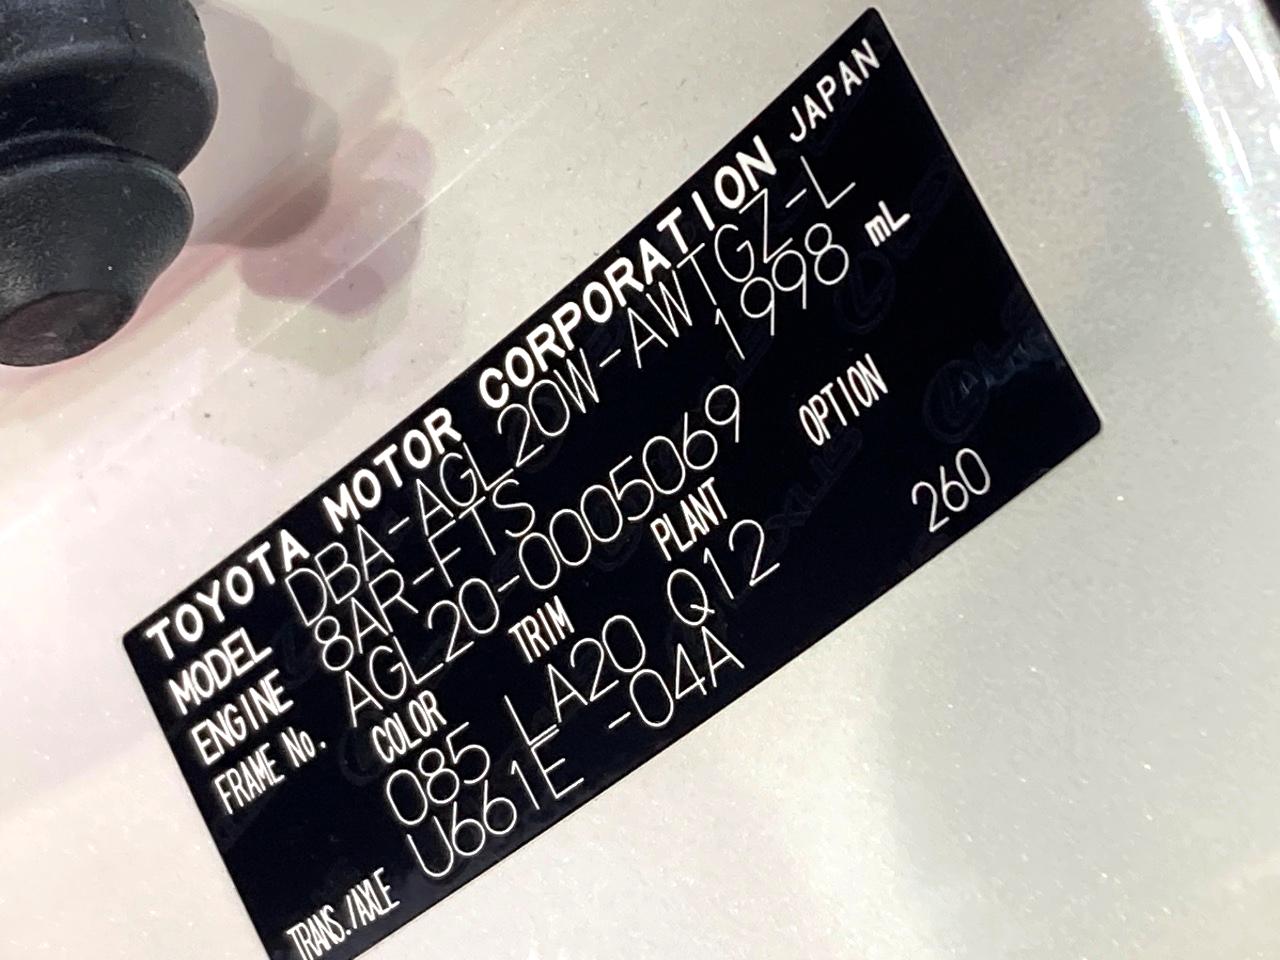 TOYOTA MOTOR CORPORATION JAPAN
MODEL DBA-AGL20W-AWTGZ-L
ENGINE 8AR-FTS 1998 mL
FRAME No. AGL20-0005069
COLOR TRIM PLANT OPTION
085 LA20 Q12 260
TRANS./AXLE U661E -04A